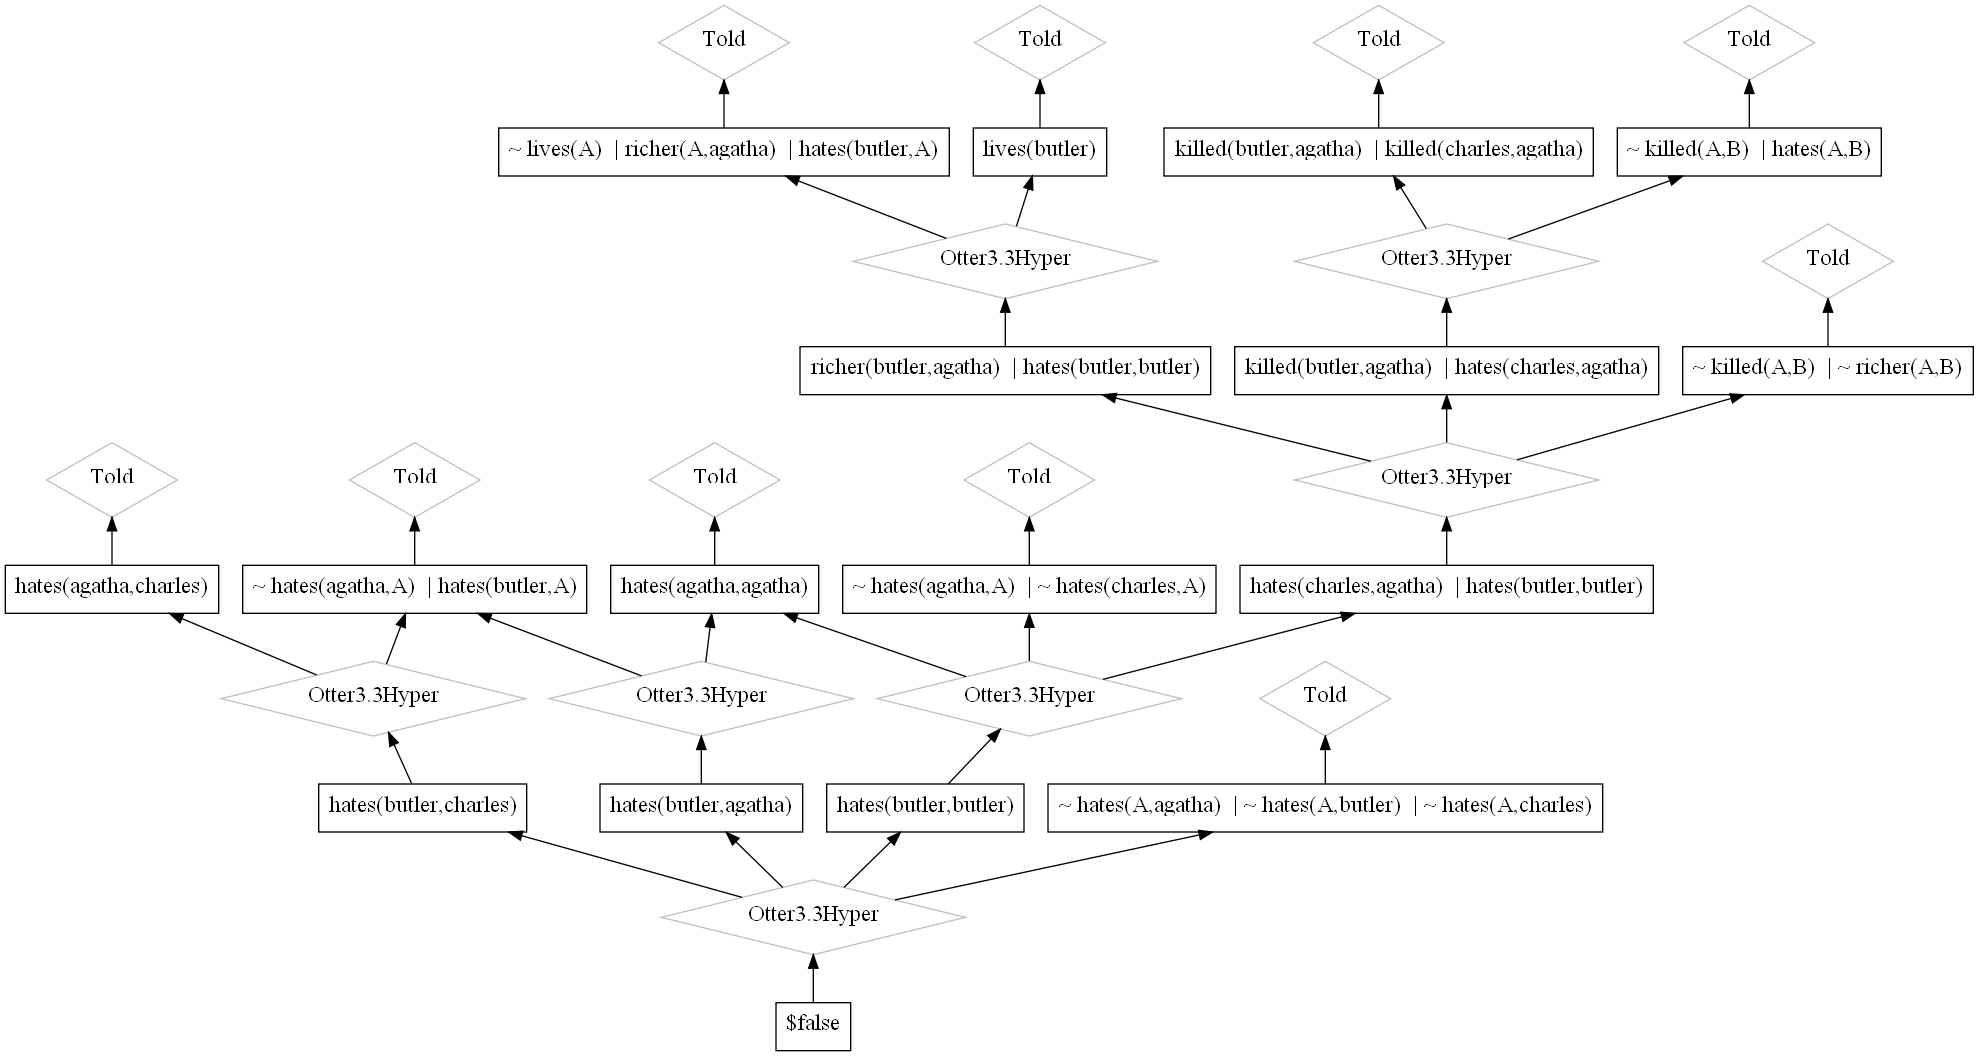 Told
Told
Told
Told
~ lives(A) | richer(A,agatha) | hates(butler,A)
lives(butler)
killed(butler,agatha) | killed(charles,agatha)
~ killed(A,B) | hates(A,B)
Otter3.3Hyper
Otter3.3Hyper
Told
richer(butler,agatha) | hates(butler,butler)
killed(butler,agatha) | hates(charles,agatha)
~ killed(A,B) | ~ richer(A,B)
Told
Told
Told
Told
Otter3.3Hyper
hates(agatha,charles)
~ hates(agatha,A) | hates(butler,A)
hates(agatha,agatha)
~ hates(agatha,A) | ~ hates(charles,A)
hates(charles,agatha) | hates(butler,butler)
Otter3.3Hyper
Otter3.3Hyper
Otter3.3Hyper
Told
hates(butler,charles)
hates(butler,agatha)
hates(butler,butler)
~ hates(A,agatha) | ~ hates(A,butler) | ~ hates(A,charles)
Otter3.3Hyper
$false